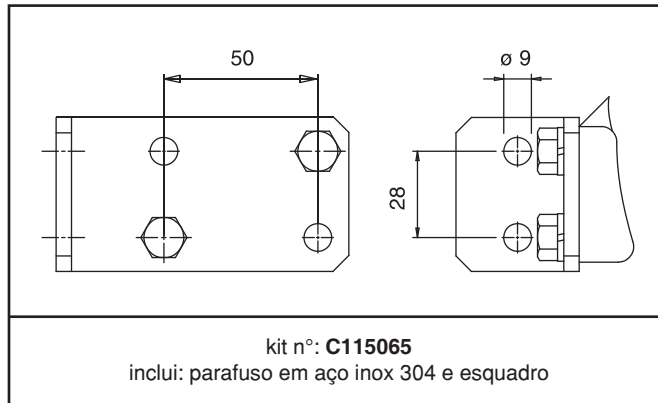 50
ø 9
28
kit n°: C115065
inclui: parafuso em aço inox 304 e esquadro